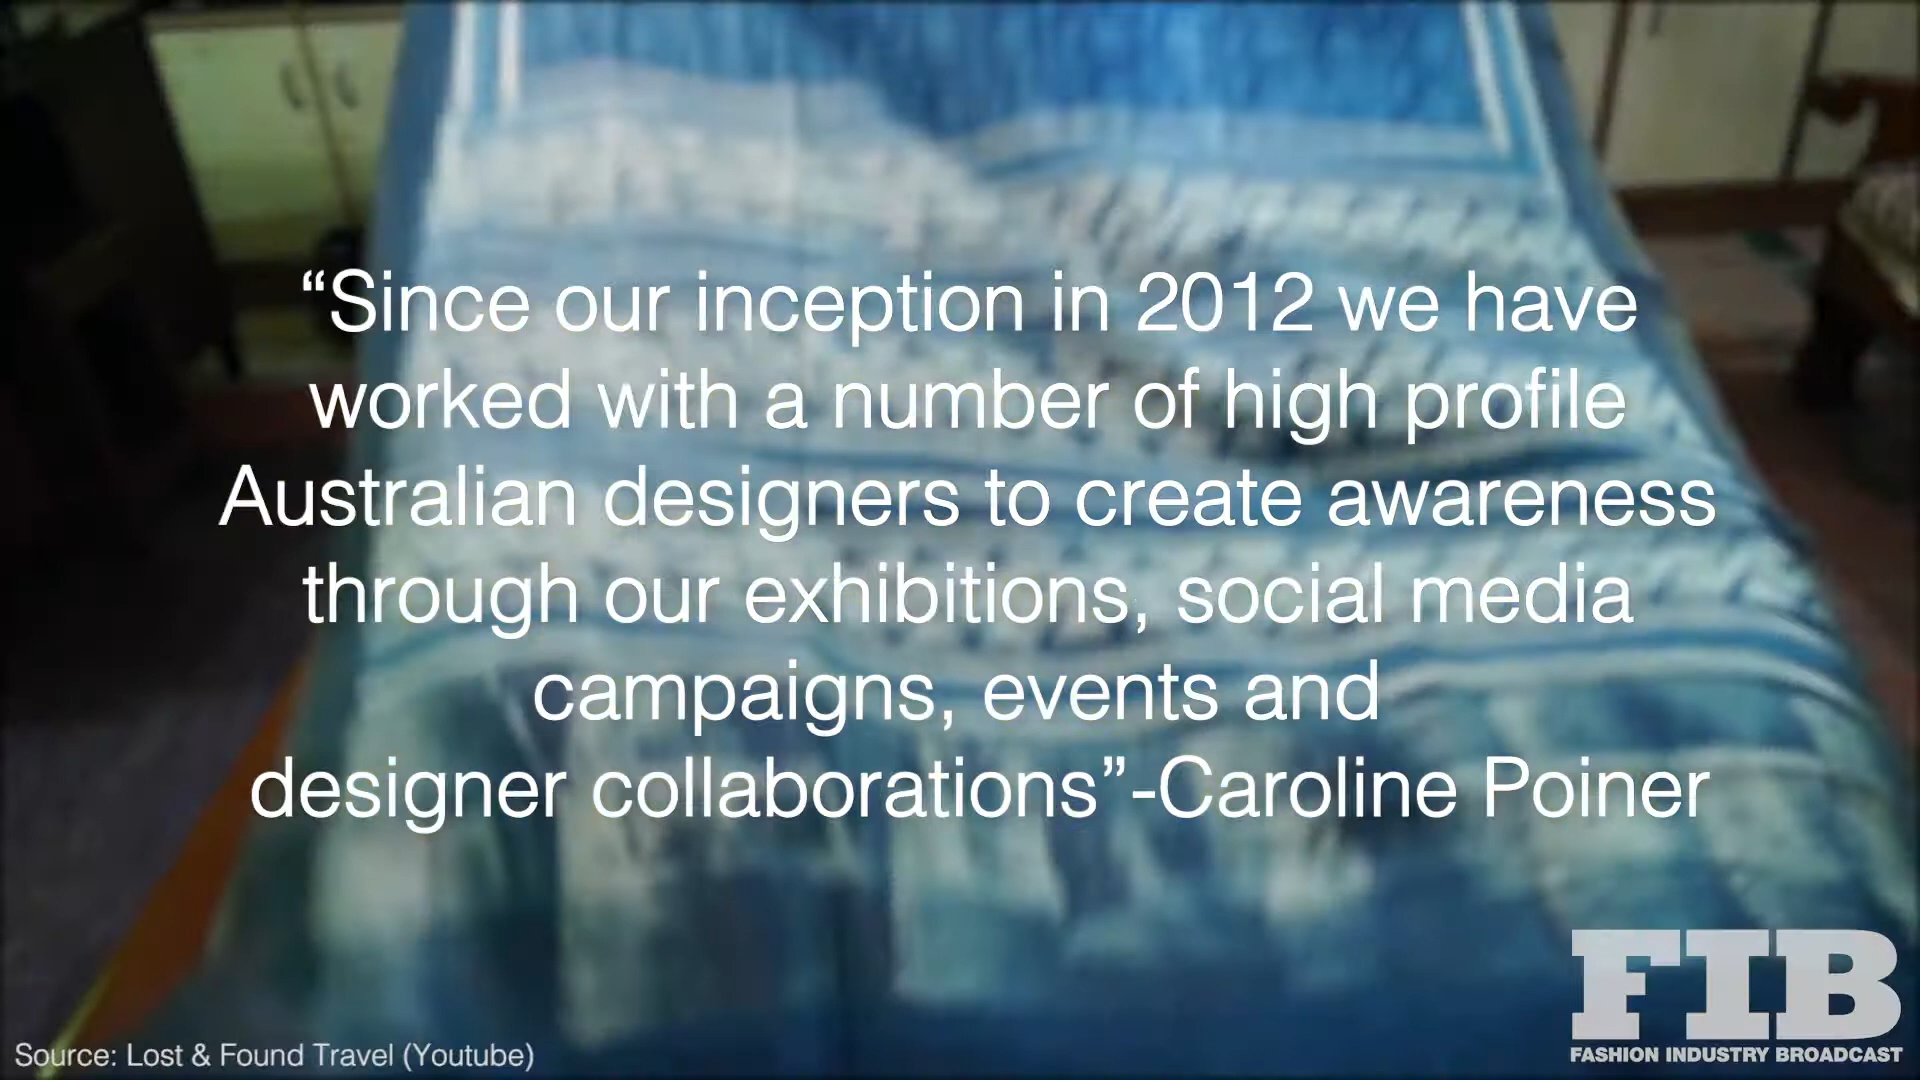 “Since our inception in 2012 we have
worked with a number of high profile
Australian designers to create awareness
through our exhibitions, social media
campaigns, events and
designer collaborations”-Caroline Poiner
FIB
Source: Lost & Found Travel (Youtube)
FASHION INDUSTRY BROADCAST